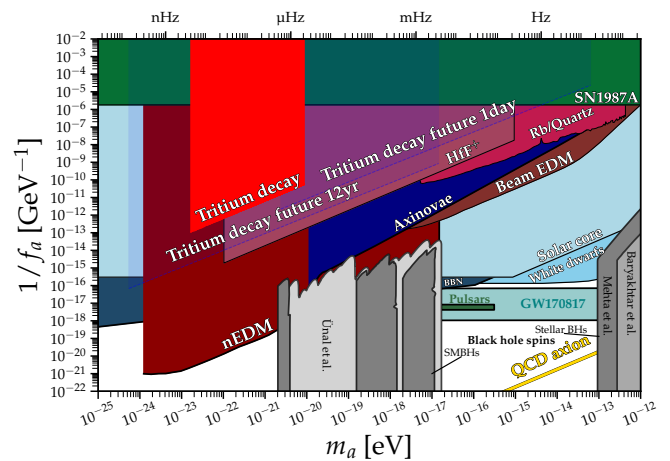 nHz μHz mHz Hz
10⁻²
10⁻³
10⁻⁴
10⁻⁵
10⁻⁶
10⁻⁷
10⁻⁸
10⁻⁹
10⁻¹⁰
10⁻¹¹
10⁻¹²
10⁻¹³
10⁻¹⁴
10⁻¹⁵
10⁻¹⁶
10⁻¹⁷
10⁻¹⁸
10⁻¹⁹
10⁻²⁰
10⁻²¹
10⁻²²
1/fₐ [GeV⁻¹]
SN1987A
Rb/Quartz
Tritium decay future 1day
HfF⁺
Beam EDM
Tritium decay
Tritium decay future 12yr
Axinovae
Solar core
White dwarfs
BBN
Pulsars
GW170817
nEDM
Ünal et al.
Stellar BHs
Black hole spins
SMBHs
QCD axion
Mehta et al.
Baryakhtar et al.
10⁻²⁵ 10⁻²⁴ 10⁻²³ 10⁻²² 10⁻²¹ 10⁻²⁰ 10⁻¹⁹ 10⁻¹⁸ 10⁻¹⁷ 10⁻¹⁶ 10⁻¹⁵ 10⁻¹⁴ 10⁻¹³ 10⁻¹²
mₐ [eV]